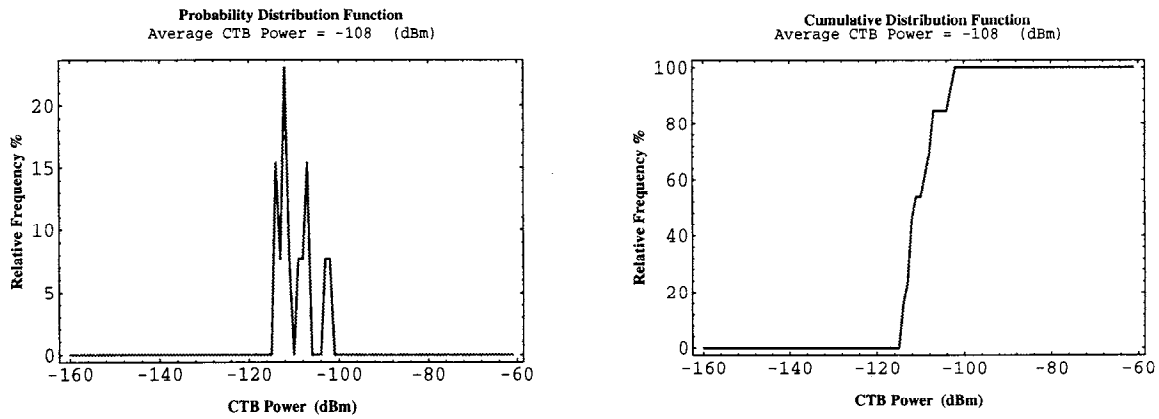 Probability Distribution Function
Average CTB Power = -108 (dBm)
Relative Frequency %
20
15
10
5
0
-160
-140
-120
-100
-80
-60
CTB Power (dBm)
Cumulative Distribution Function
Average CTB Power = -108 (dBm)
Relative Frequency %
100
80
60
40
20
0
-160
-140
-120
-100
-80
-60
CTB Power (dBm)